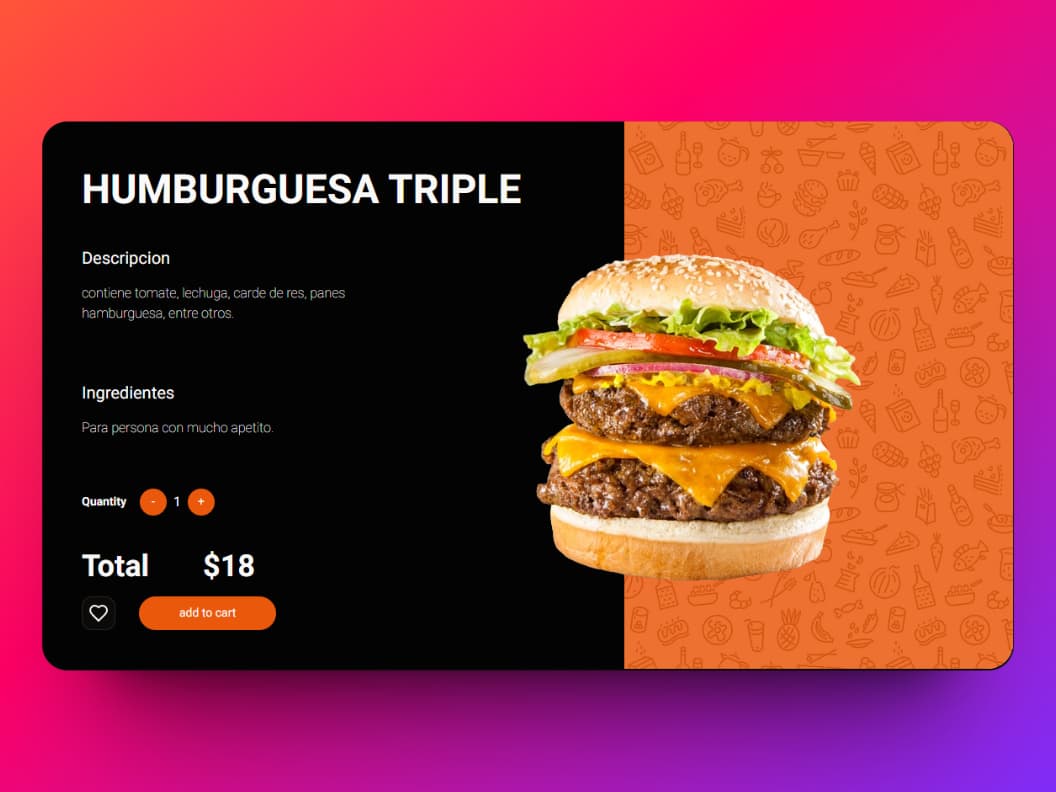 HUMBURGUESA TRIPLE
Descripcion
contiene tomate, lechuga, carde de res, panes
hamburguesa, entre otros.
Ingredientes
Para persona con mucho apetito.
Quantity - 1 +
Total $18
add to cart